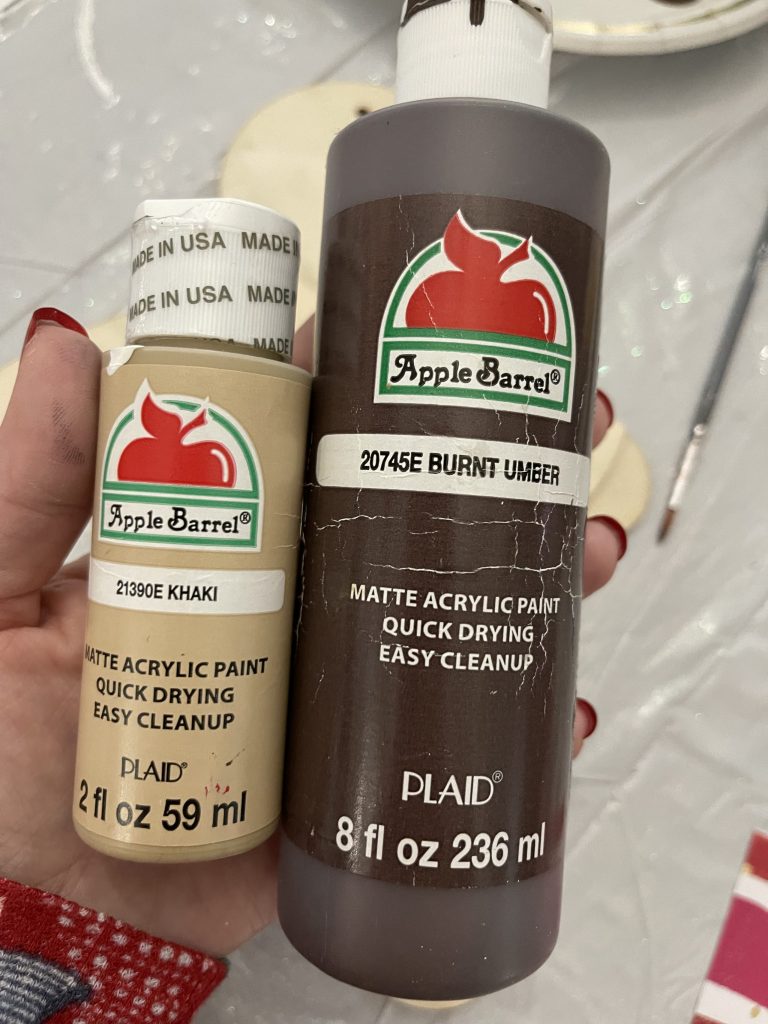 MADE IN USA MADE IN
MADE IN USA MADE
MADE
Apple Barrel®
21390E KHAKI
MATTE ACRYLIC PAINT
QUICK DRYING
EASY CLEANUP
PLAID®
2 fl oz 59 ml
Apple Barrel®
20745E BURNT UMBER
MATTE ACRYLIC PAINT
QUICK DRYING
EASY CLEANUP
PLAID®
8 fl oz 236 ml